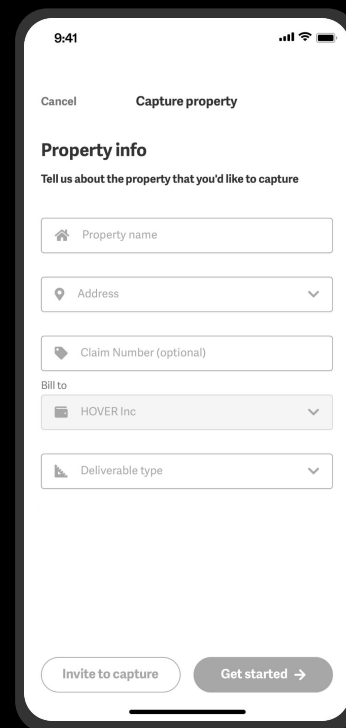 9:41
Cancel
Capture property
Property info
Tell us about the property that you'd like to capture
Property name
Address
Claim Number (optional)
Bill to
HOVER Inc
Deliverable type
Invite to capture
Get started →